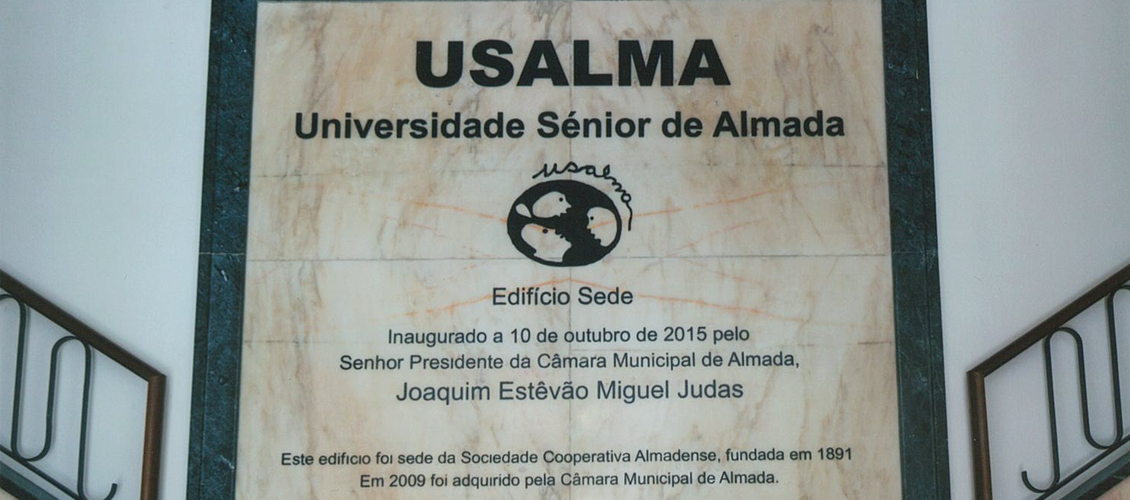 USALMA
Universidade Sénior de Almada
usalma
Edifício Sede
Inaugurado a 10 de outubro de 2015 pelo
Senhor Presidente da Câmara Municipal de Almada,
Joaquim Estêvão Miguel Judas
Este edificio foi sede da Sociedade Cooperativa Almadense, fundada em 1891
Em 2009 foi adquirido pela Câmara Municipal de Almada.